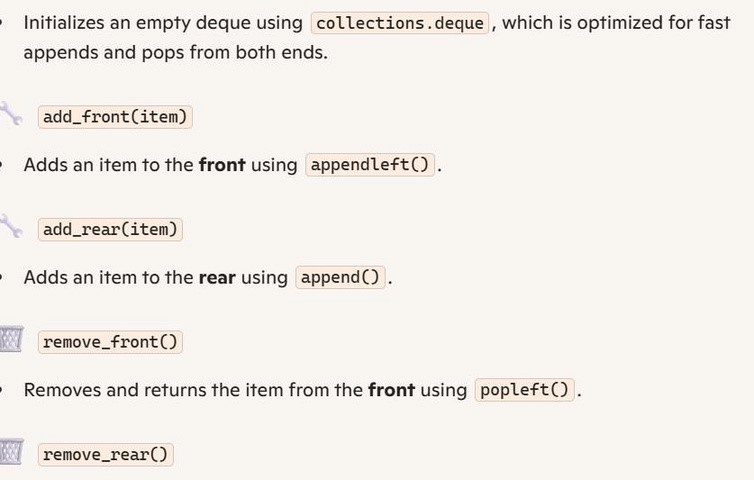 Initializes an empty deque using collections.deque, which is optimized for fast
appends and pops from both ends.
add_front(item)
Adds an item to the front using appendleft().
add_rear(item)
Adds an item to the rear using append().
remove_front()
Removes and returns the item from the front using popleft().
remove_rear()